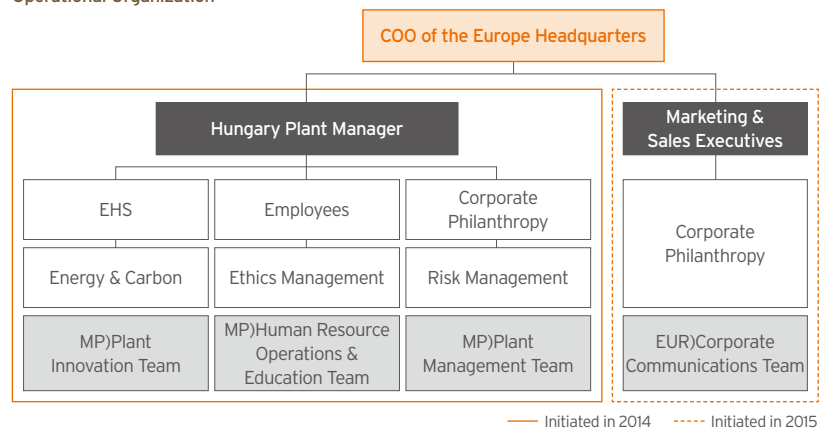 Operational Organization
COO of the Europe Headquarters
Hungary Plant Manager
Marketing &
Sales Executives
EHS
Employees
Corporate
Philanthropy
Corporate
Philanthropy
Energy & Carbon
Ethics Management
Risk Management
MP)Plant
Innovation Team
MP)Human Resource
Operations &
Education Team
MP)Plant
Management Team
EUR)Corporate
Communications Team
Initiated in 2014
Initiated in 2015